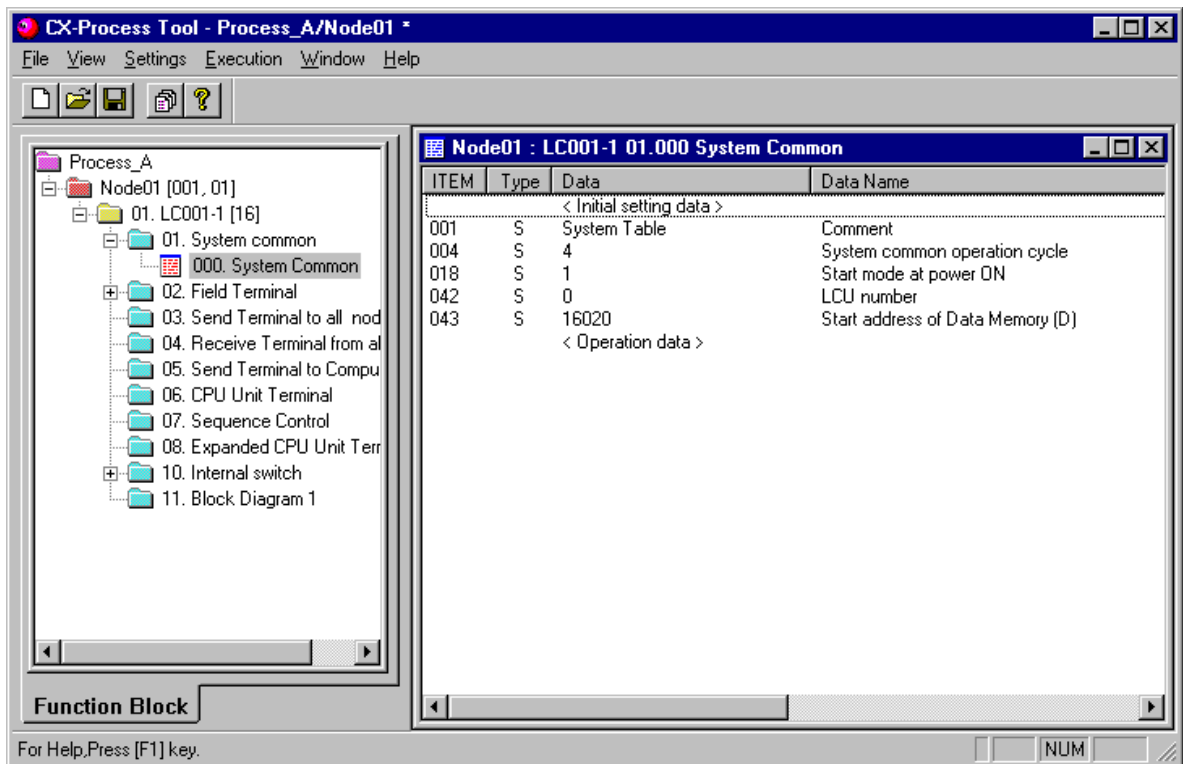 CX-Process Tool - Process_A/Node01 *
File View Settings Execution Window Help
Process_A
Node01 [001, 01]
01. LC001-1 [16]
01. System common
000. System Common
02. Field Terminal
03. Send Terminal to all nod
04. Receive Terminal from al
05. Send Terminal to Compu
06. CPU Unit Terminal
07. Sequence Control
08. Expanded CPU Unit Terr
10. Internal switch
11. Block Diagram 1
Function Block
Node01 : LC001-1 01.000 System Common
ITEM Type Data Data Name
< Initial setting data >
001 S System Table Comment
004 S 4 System common operation cycle
018 S 1 Start mode at power ON
042 S 0 LCU number
043 S 16020 Start address of Data Memory (D)
< Operation data >
For Help,Press [F1] key.
NUM